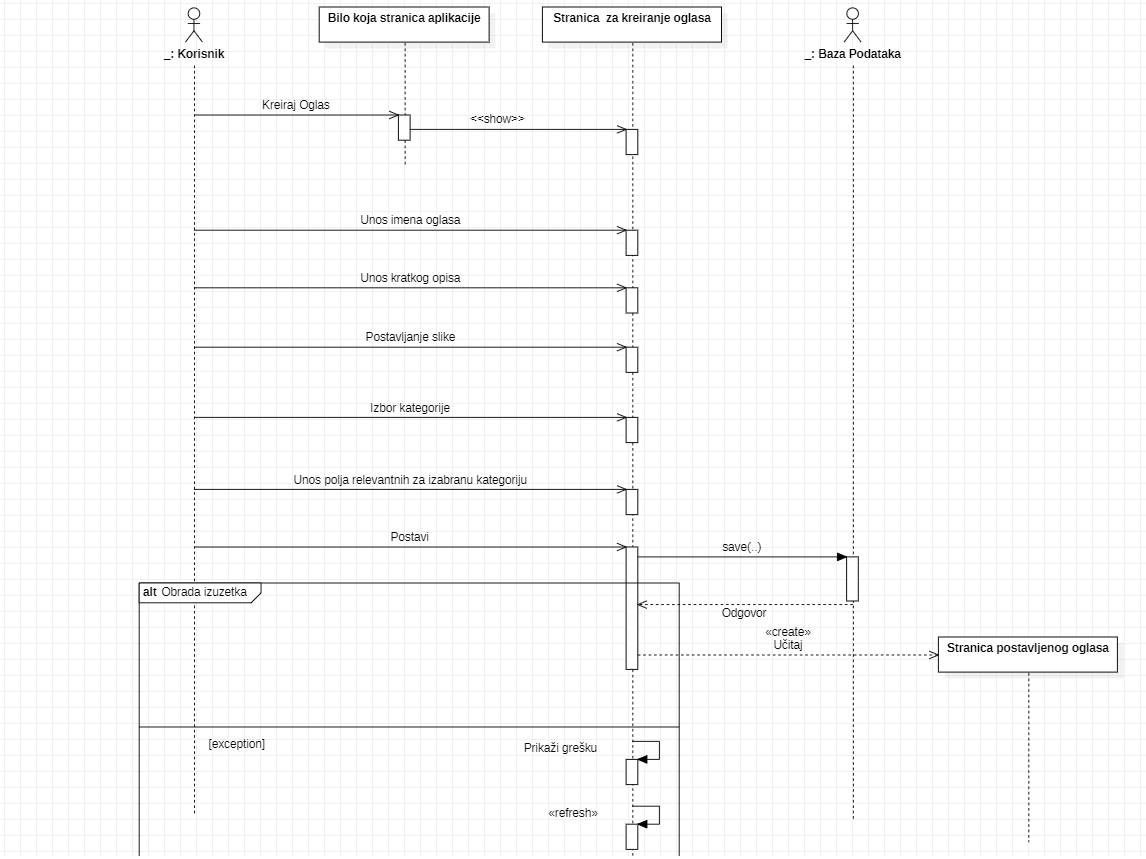 _: Korisnik
Bilo koja stranica aplikacije
Stranica za kreiranje oglasa
_: Baza Podataka
Kreiraj Oglas
<<show>>
Unos imena oglasa
Unos kratkog opisa
Postavljanje slike
Izbor kategorije
Unos polja relevantnih za izabranu kategoriju
Postavi
save(..)
alt Obrada izuzetka
Odgovor
«create»
Učitaj
Stranica postavljenog oglasa
[exception]
Prikaži grešku
«refresh»